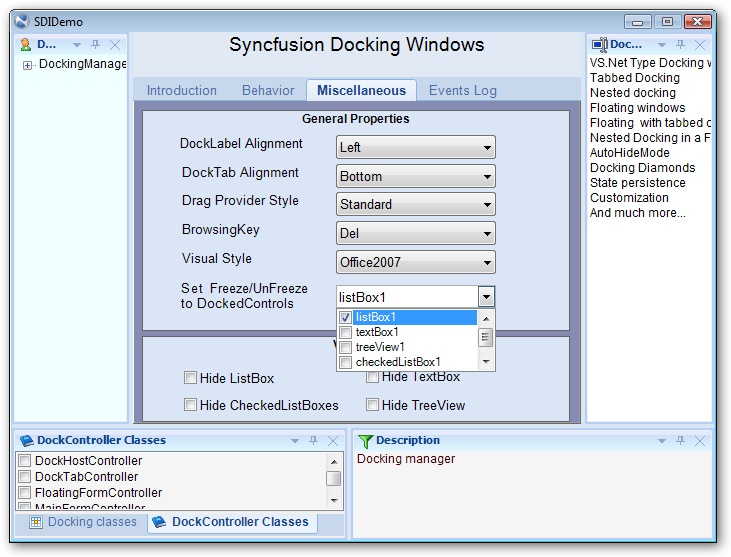 SDIDemo
D...
DockingManage
Syncfusion Docking Windows
Introduction Behavior Miscellaneous Events Log
General Properties
DockLabel Alignment Left
DockTab Alignment Bottom
Drag Provider Style Standard
BrowsingKey Del
Visual Style Office2007
Set Freeze/UnFreeze
to DockedControls
listBox1
listBox1
textBox1
treeView1
checkedListBox1
Hide ListBox Hide TextBox
Hide CheckedListBoxes Hide TreeView
Doc...
VS.Net Type Docking w
Tabbed Docking
Nested docking
Floating windows
Floating with tabbed d
Nested Docking in a F
AutoHideMode
Docking Diamonds
State persistence
Customization
And much more...
DockController Classes
DockHostController
DockTabController
FloatingFormController
MainFormController
Docking classes DockController Classes
Description
Docking manager